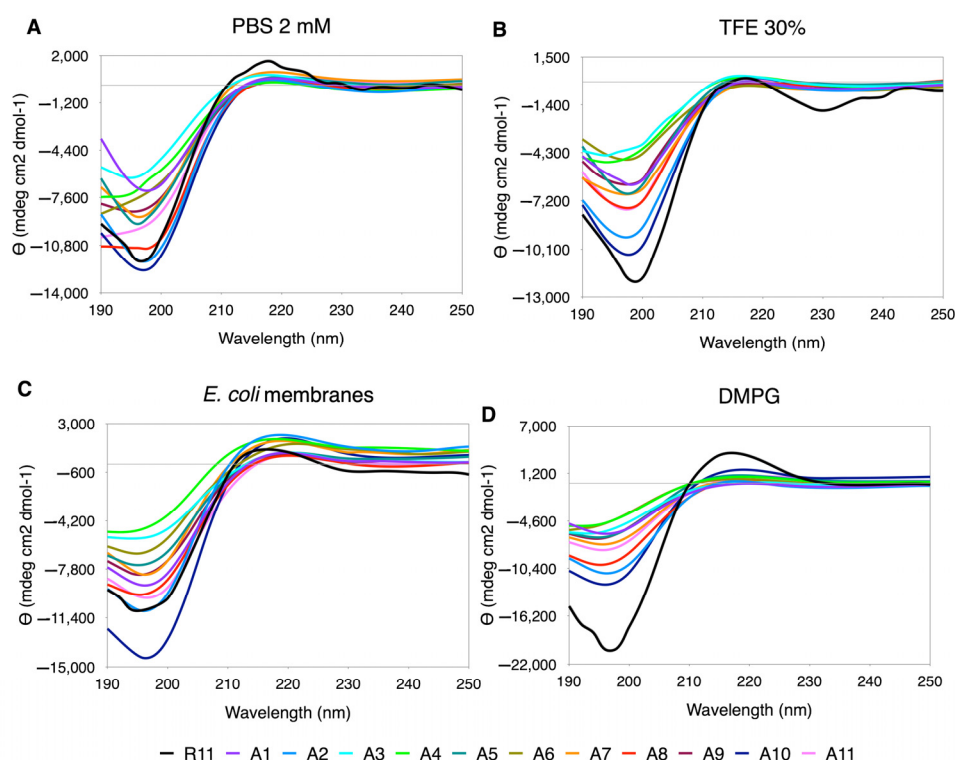 A
PBS 2 mM
2,000
—1,200
—4,400
—7,600
—10,800
—14,000
190 200 210 220 230 240 250
Wavelength (nm)
Θ (mdeg cm2 dmol-1)
B
TFE 30%
1,500
—1,400
—4,300
—7,200
—10,100
—13,000
190 200 210 220 230 240 250
Wavelength (nm)
Θ (mdeg cm2 dmol-1)
C
E. coli membranes
3,000
—600
—4,200
—7,800
—11,400
—15,000
190 200 210 220 230 240 250
Wavelength (nm)
Θ (mdeg cm2 dmol-1)
D
DMPG
7,000
1,200
—4,600
—10,400
—16,200
—22,000
190 200 210 220 230 240 250
Wavelength (nm)
Θ (mdeg cm2 dmol-1)
R11 A1 A2 A3 A4 A5 A6 A7 A8 A9 A10 A11